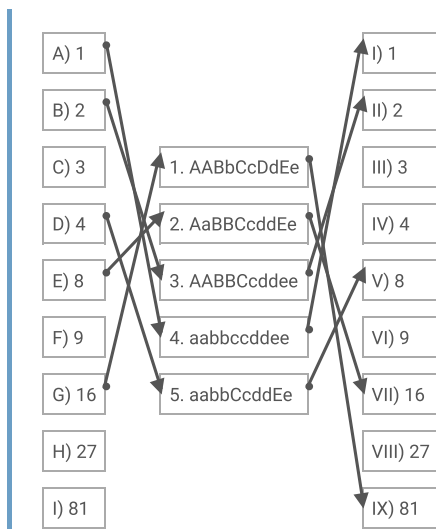 A) 1
B) 2
C) 3
D) 4
E) 8
F) 9
G) 16
H) 27
I) 81
1. AABbCcDdEe
2. AaBBCcddEe
3. AABBCcddee
4. aabbccddee
5. aabbCcddEe
I) 1
II) 2
III) 3
IV) 4
V) 8
VI) 9
VII) 16
VIII) 27
IX) 81